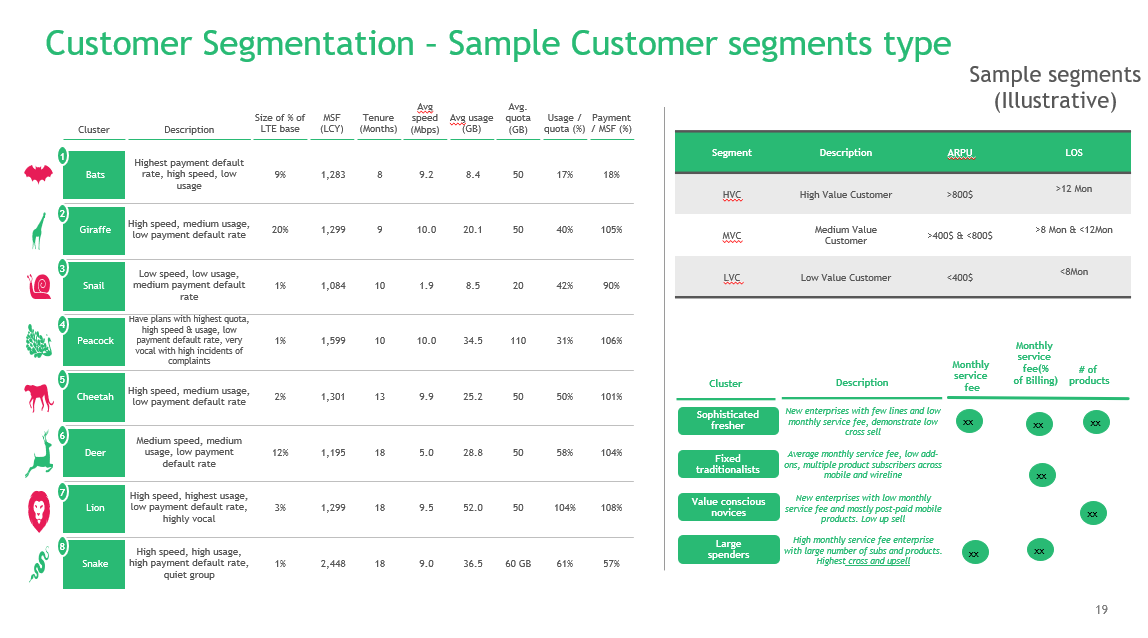 Customer Segmentation – Sample Customer segments type
Sample segments
(Illustrative)
Cluster
Description
Size of % of
LTE base
MSF
(LCY)
Tenure
(Months)
Avg
speed
(Mbps)
Avg usage
(GB)
Avg.
quota
(GB)
Usage /
quota (%)
Payment
/ MSF (%)
1
Bats
Highest payment default
rate, high speed, low
usage
9%
1,283
8
9.2
8.4
50
17%
18%
2
Giraffe
High speed, medium usage,
low payment default rate
20%
1,299
9
10.0
20.1
50
40%
105%
3
Snail
Low speed, low usage,
medium payment default
rate
1%
1,084
10
1.9
8.5
20
42%
90%
4
Peacock
Have plans with highest quota,
high speed & usage, low
payment default rate, very
vocal with high incidents of
complaints
1%
1,599
10
10.0
34.5
110
31%
106%
5
Cheetah
High speed, medium usage,
low payment default rate
2%
1,301
13
9.9
25.2
50
50%
101%
6
Deer
Medium speed, medium
usage, low payment
default rate
12%
1,195
18
5.0
28.8
50
58%
104%
7
Lion
High speed, highest usage,
low payment default rate,
highly vocal
3%
1,299
18
9.5
52.0
50
104%
108%
8
Snake
High speed, high usage,
high payment default rate,
quiet group
1%
2,448
18
9.0
36.5
60 GB
61%
57%
Segment
Description
ARPU
LOS
HVC
High Value Customer
>800$
>12 Mon
MVC
Medium Value
Customer
>400$ & <800$
>8 Mon & <12Mon
LVC
Low Value Customer
<400$
<8Mon
Cluster
Description
Monthly
service
fee
Monthly
service
fee(%
of Billing)
# of
products
Sophisticated
fresher
New enterprises with few lines and low
monthly service fee, demonstrate low
cross sell
xx
xx
xx
Fixed
traditionalists
Average monthly service fee, low add-
ons, multiple product subscribers across
mobile and wireline
xx
Value conscious
novices
New enterprises with low monthly
service fee and mostly post-paid mobile
products. Low up sell
xx
Large
spenders
High monthly service fee enterprise
with large number of subs and products.
Highest cross and upsell
xx
xx
19